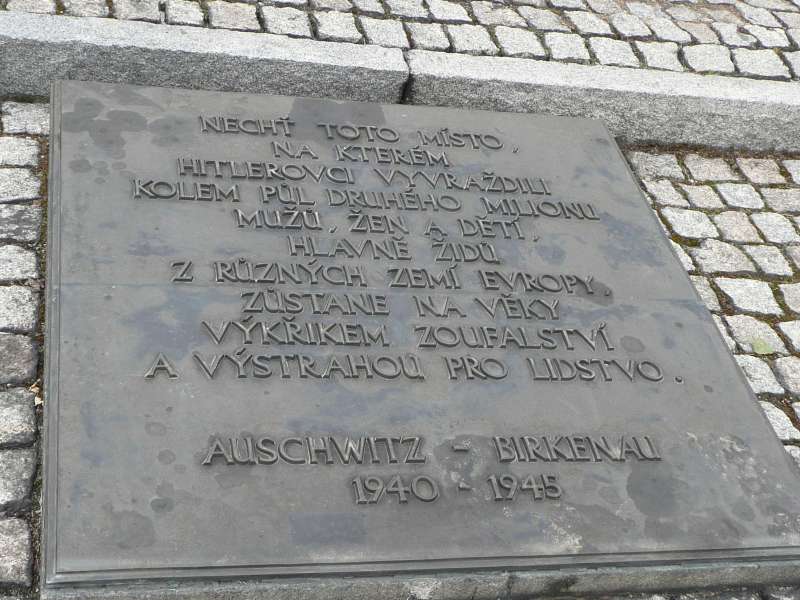 NECHŤ TOTO MÍSTO,
NA KTERÉM
HITLEROVCI VYVRAŽDILI
KOLEM PŮL DRUHÉHO MILIONU
MUŽŮ, ŽEN A DĚTÍ,
HLAVNĚ ŽIDŮ
Z RŮZNÝCH ZEMÍ EVROPY,
ZŮSTANE NA VĚKY
VÝKŘIKEM ZOUFALSTVÍ
A VÝSTRAHOU PRO LIDSTVO.
AUSCHWITZ - BIRKENAU
1940 - 1945